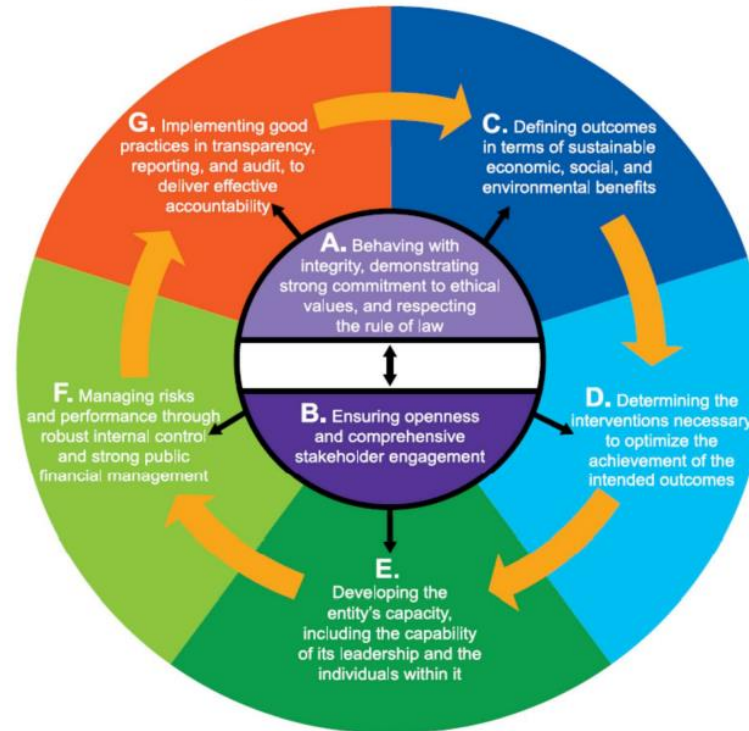 A. Behaving with
integrity, demonstrating
strong commitment to ethical
values, and respecting
the rule of law
B. Ensuring openness
and comprehensive
stakeholder engagement
C. Defining outcomes
in terms of sustainable
economic, social, and
environmental benefits
D. Determining the
interventions necessary
to optimize the
achievement of the
intended outcomes
E.
Developing the
entity's capacity,
including the capability
of its leadership and the
individuals within it
F. Managing risks
and performance through
robust internal control
and strong public
financial management
G. Implementing good
practices in transparency,
reporting, and audit, to
deliver effective
accountability